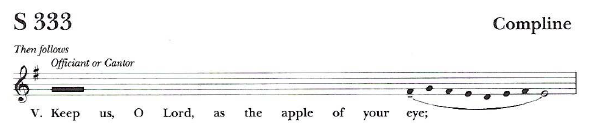 S 333 Compline
Then follows
Officiant or Cantor
V. Keep us, O Lord, as the apple of your eye;